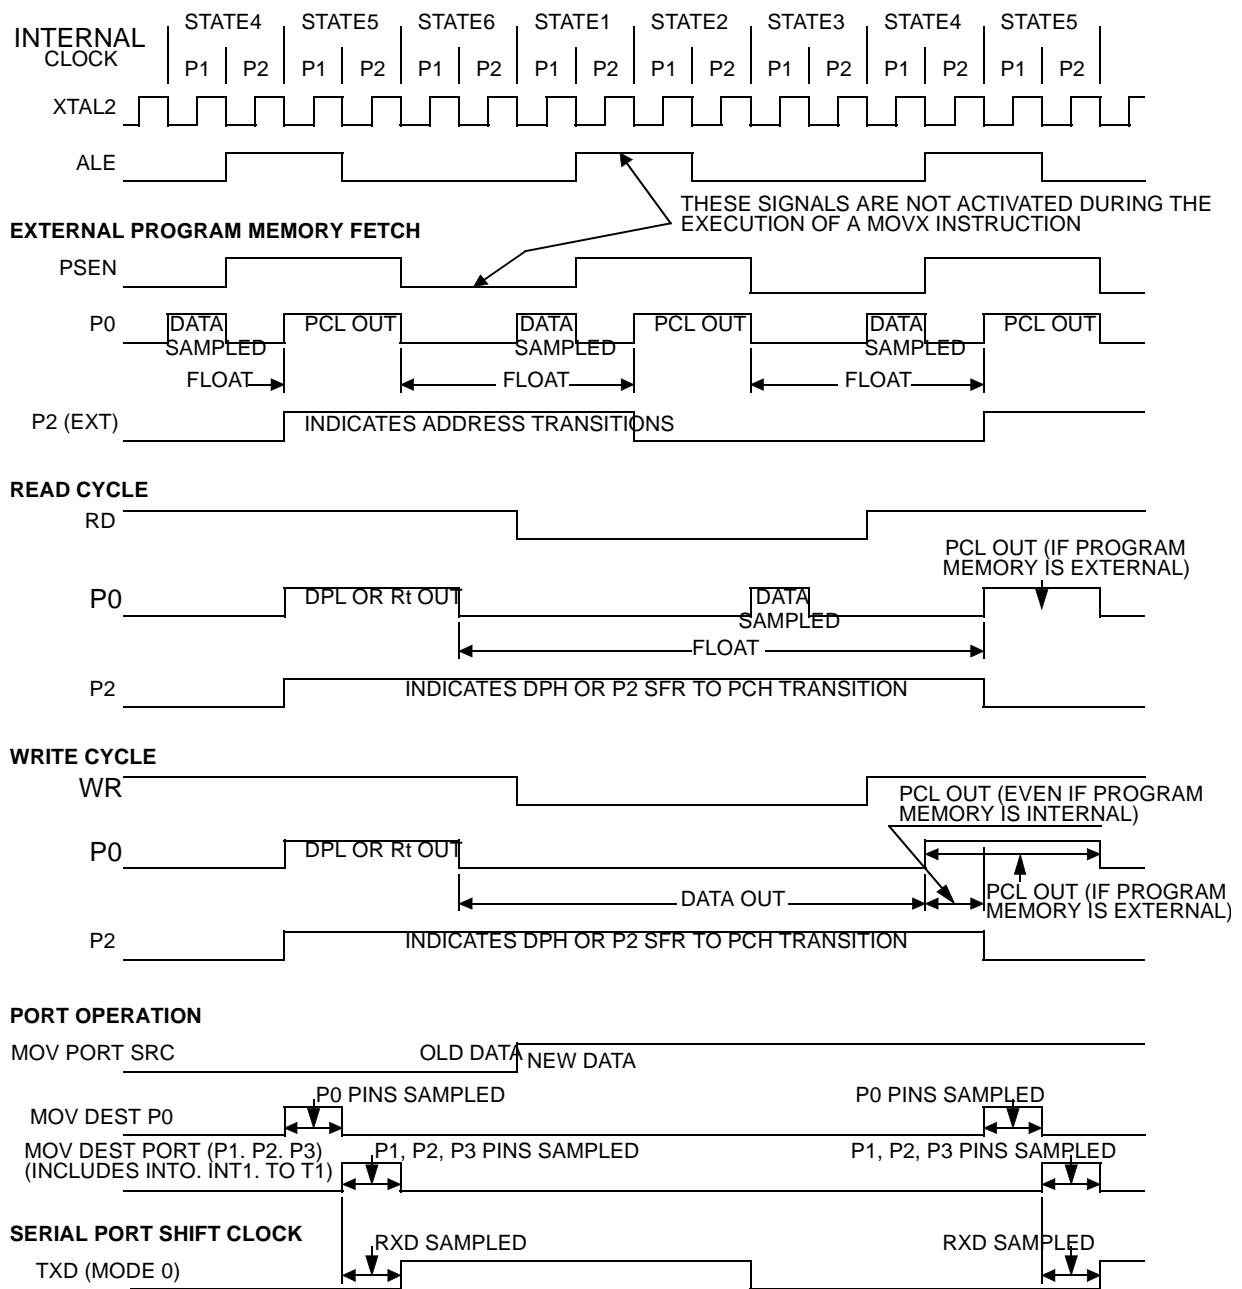 INTERNAL CLOCK
STATE4 STATE5 STATE6 STATE1 STATE2 STATE3 STATE4 STATE5
P1 P2 P1 P2 P1 P2 P1 P2 P1 P2 P1 P2 P1 P2 P1 P2
XTAL2
ALE
THESE SIGNALS ARE NOT ACTIVATED DURING THE
EXECUTION OF A MOVX INSTRUCTION
EXTERNAL PROGRAM MEMORY FETCH
PSEN
P0 DATA PCL OUT DATA PCL OUT DATA PCL OUT
SAMPLED SAMPLED SAMPLED
FLOAT FLOAT FLOAT
P2 (EXT) INDICATES ADDRESS TRANSITIONS
READ CYCLE
RD
PCL OUT (IF PROGRAM
MEMORY IS EXTERNAL)
P0 DPL OR Rt OUT DATA
SAMPLED
FLOAT
P2 INDICATES DPH OR P2 SFR TO PCH TRANSITION
WRITE CYCLE
WR
PCL OUT (EVEN IF PROGRAM
MEMORY IS INTERNAL)
P0 DPL OR Rt OUT
PCL OUT (IF PROGRAM
MEMORY IS EXTERNAL)
DATA OUT
P2 INDICATES DPH OR P2 SFR TO PCH TRANSITION
PORT OPERATION
MOV PORT SRC OLD DATA NEW DATA
P0 PINS SAMPLED P0 PINS SAMPLED
MOV DEST P0
MOV DEST PORT (P1. P2. P3) P1, P2, P3 PINS SAMPLED P1, P2, P3 PINS SAMPLED
(INCLUDES INTO. INT1. TO T1)
SERIAL PORT SHIFT CLOCK
RXD SAMPLED RXD SAMPLED
TXD (MODE 0)